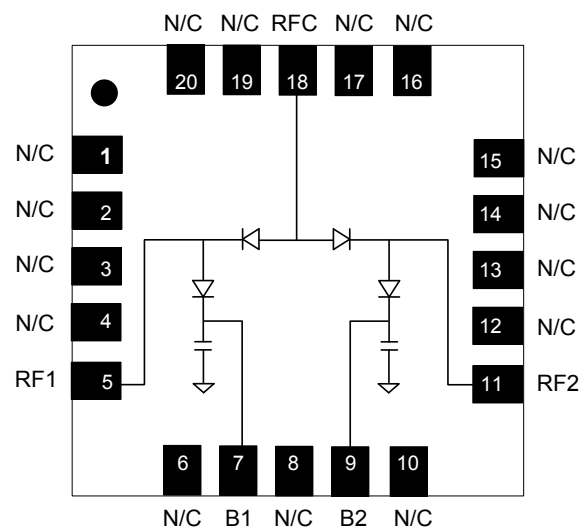 N/C N/C RFC N/C N/C
20 19 18 17 16
N/C 1 15 N/C
N/C 2 14 N/C
N/C 3 13 N/C
N/C 4 12 N/C
RF1 5 11 RF2
6 7 8 9 10
N/C B1 N/C B2 N/C